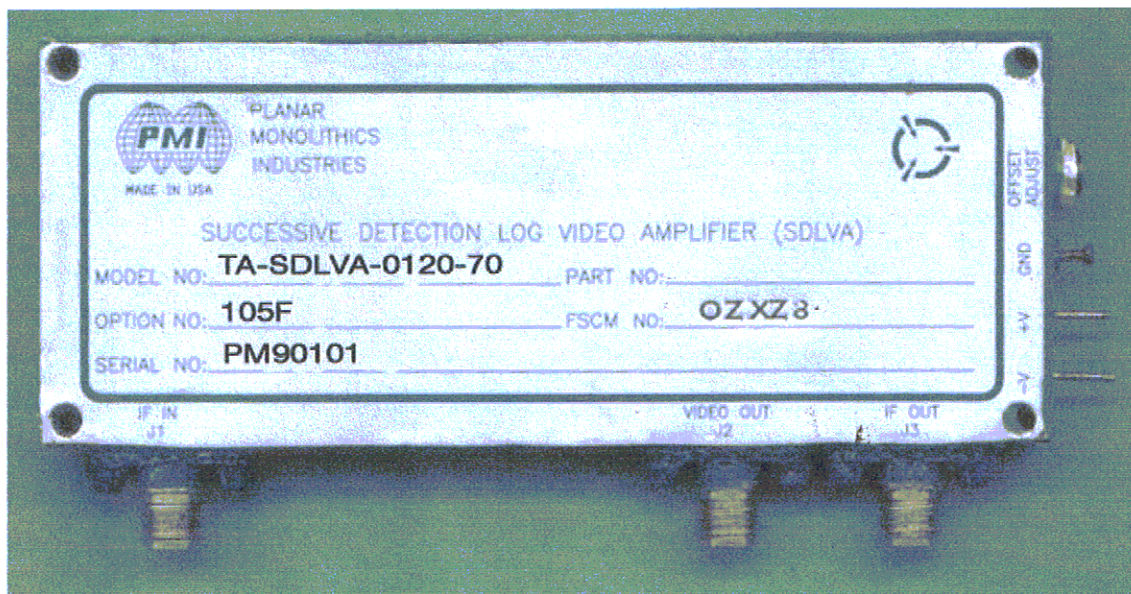 PMI
PLANAR
MONOLITHICS
INDUSTRIES
MADE IN USA
SUCCESSIVE DETECTION LOG VIDEO AMPLIFIER (SDLVA)
MODEL NO: TA-SDLVA-0120-70 PART NO:
OPTION NO: 105F FSCM NO: OZXZ8
SERIAL NO: PM90101
OFFSET
ADJUST
GND
+V
-V
IF IN
J1
VIDEO OUT
J2
IF OUT
J3